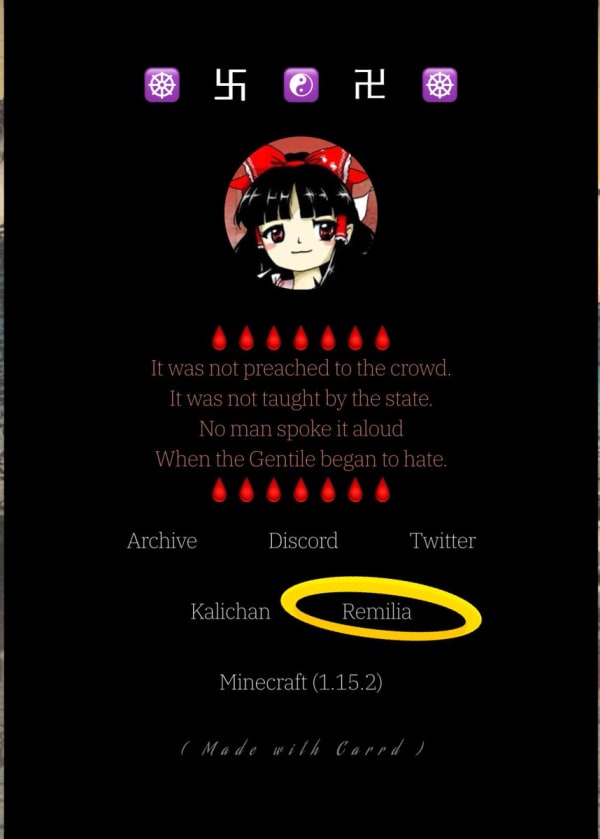 ☸ 卐 ☯ 卍 ☸
It was not preached to the crowd.
It was not taught by the state.
No man spoke it aloud
When the Gentile began to hate.
Archive Discord Twitter
Kalichan Remilia
Minecraft (1.15.2)
( Made with Carrd )